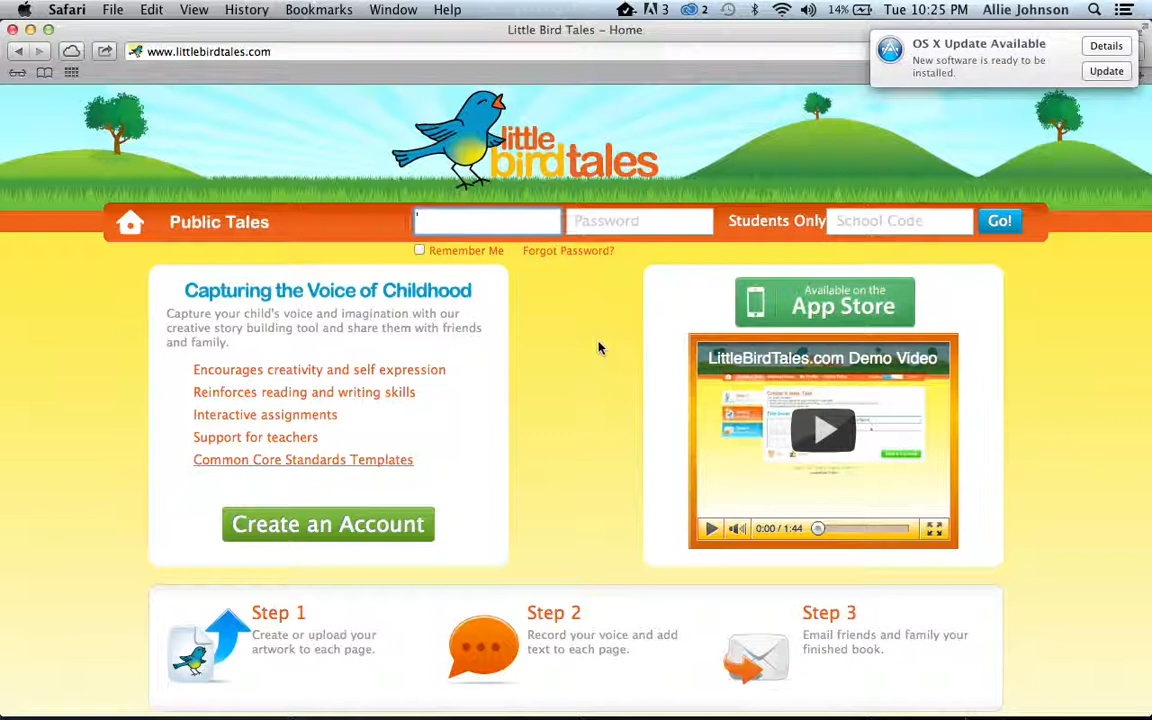 Safari File Edit View History Bookmarks Window Help 3 2 14% Tue 10:25 PM Allie Johnson
Little Bird Tales – Home
www.littlebirdtales.com
OS X Update Available
New software is ready to be
installed.
Details
Update
little
birdtales
Public Tales
Password
Students Only
School Code
Go!
Remember Me
Forgot Password?
Capturing the Voice of Childhood
Capture your child's voice and imagination with our
creative story building tool and share them with friends
and family.
Encourages creativity and self expression
Reinforces reading and writing skills
Interactive assignments
Support for teachers
Common Core Standards Templates
Create an Account
Available on the
App Store
LittleBirdTales.com Demo Video
0:00 / 1:44
Step 1
Create or upload your
artwork to each page.
Step 2
Record your voice and add
text to each page.
Step 3
Email friends and family your
finished book.